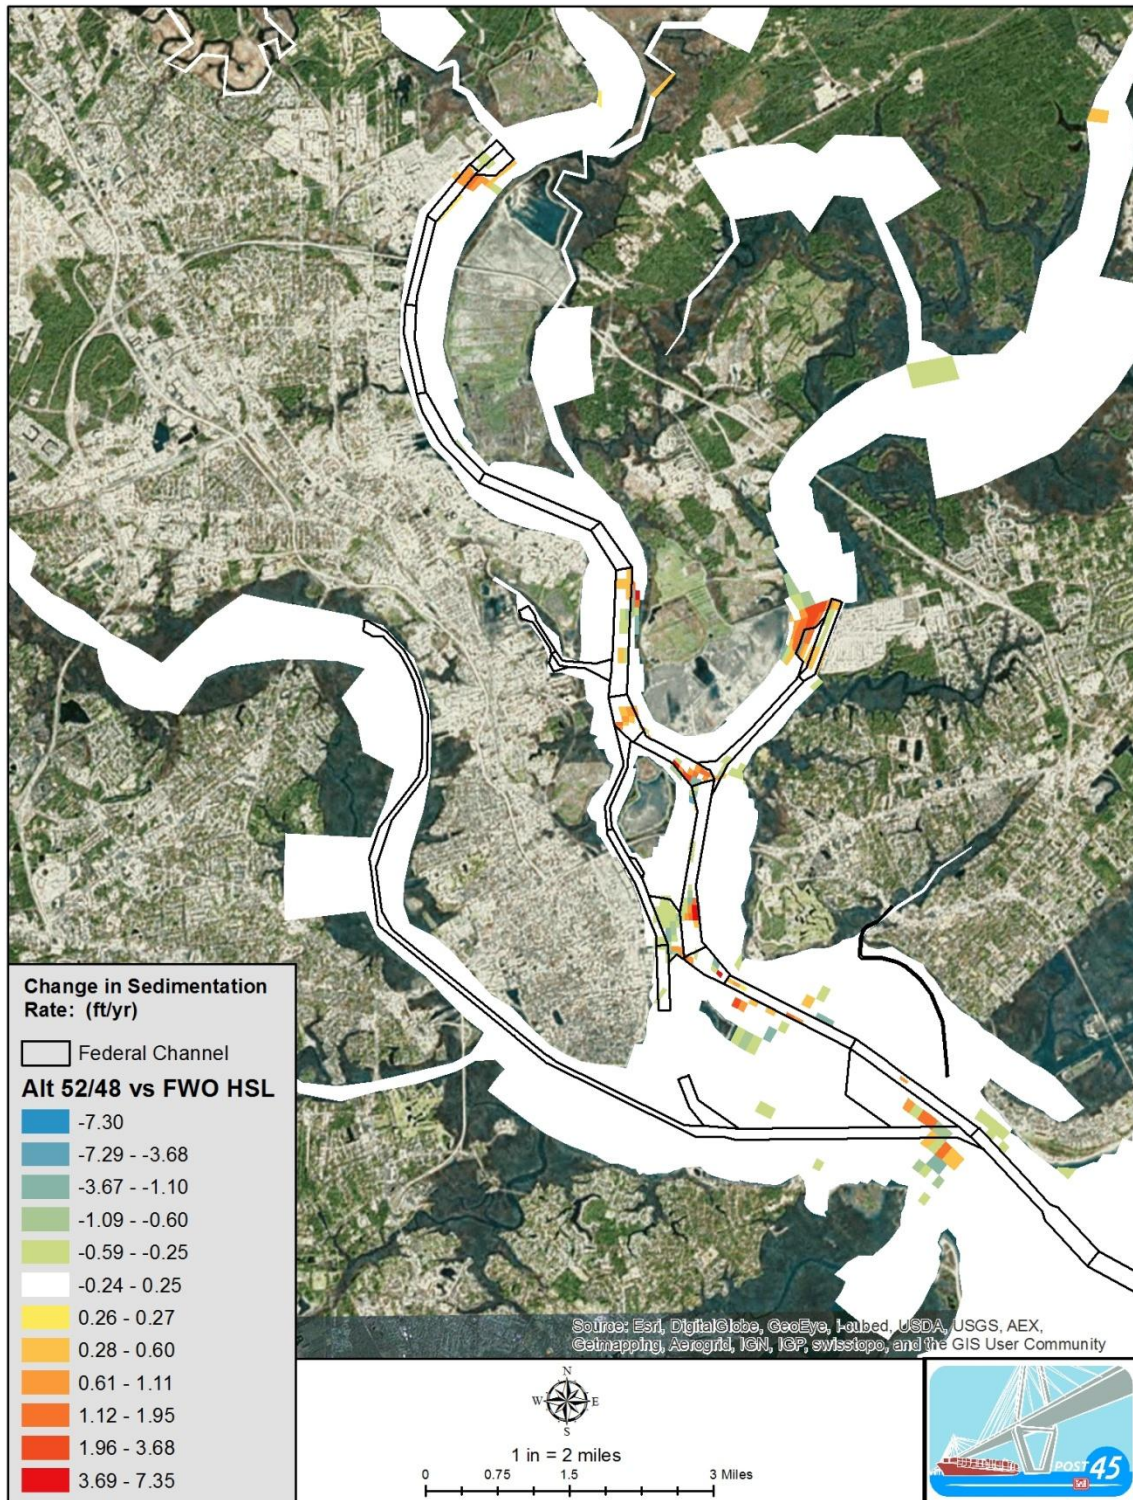 Change in Sedimentation
Rate: (ft/yr)
Federal Channel
Alt 52/48 vs FWO HSL
-7.30
-7.29 - -3.68
-3.67 - -1.10
-1.09 - -0.60
-0.59 - -0.25
-0.24 - 0.25
0.26 - 0.27
0.28 - 0.60
0.61 - 1.11
1.12 - 1.95
1.96 - 3.68
3.69 - 7.35
Source: Esri, DigitalGlobe, GeoEye, i-cubed, USDA, USGS, AEX,
Getmapping, Aerogrid, IGN, IGP, swisstopo, and the GIS User Community
N
W E
S
1 in = 2 miles
0 0.75 1.5 3 Miles
POST 45